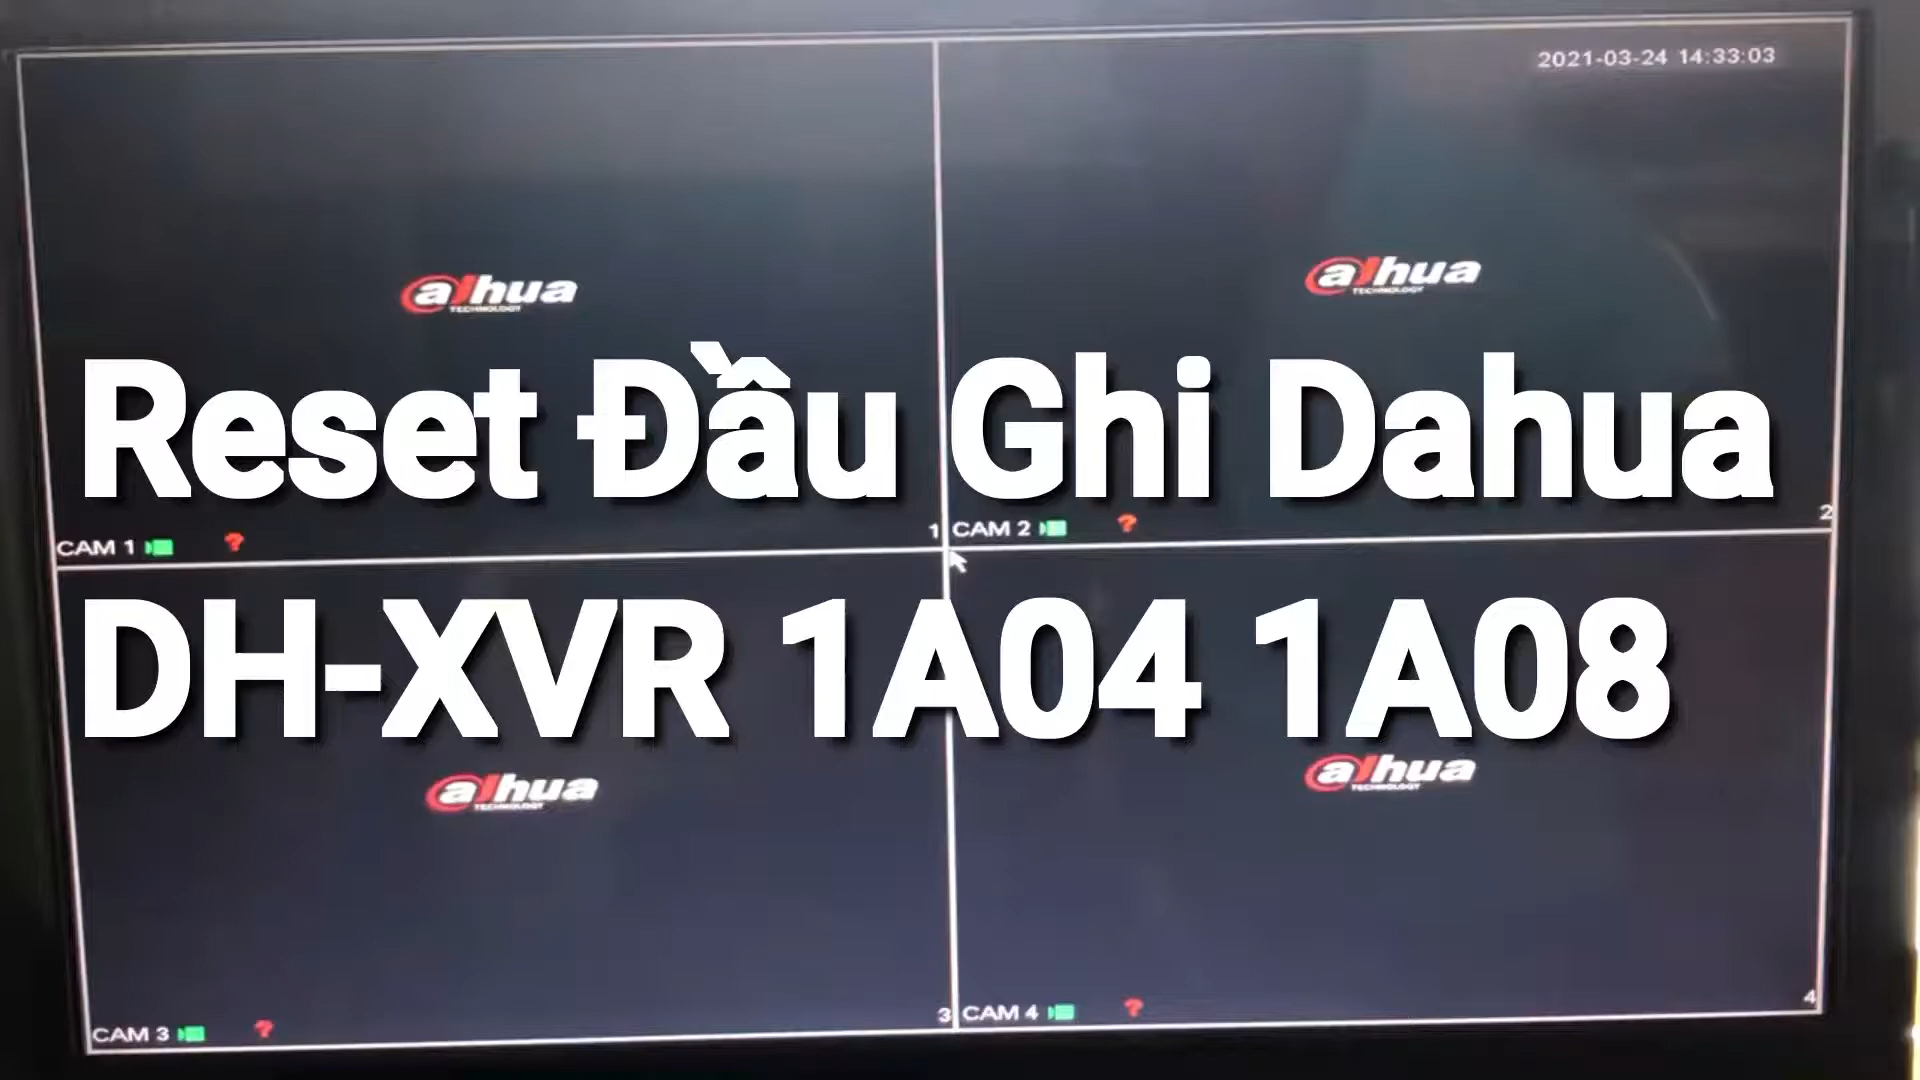 2021-03-24 14:33:03
alhua
TECHNOLOGY
alhua
TECHNOLOGY
Reset Đầu Ghi Dahua
CAM 1 ? 1
CAM 2 ? 2
DH-XVR 1A04 1A08
alhua
TECHNOLOGY
alhua
TECHNOLOGY
CAM 3 ? 3
CAM 4 ? 4